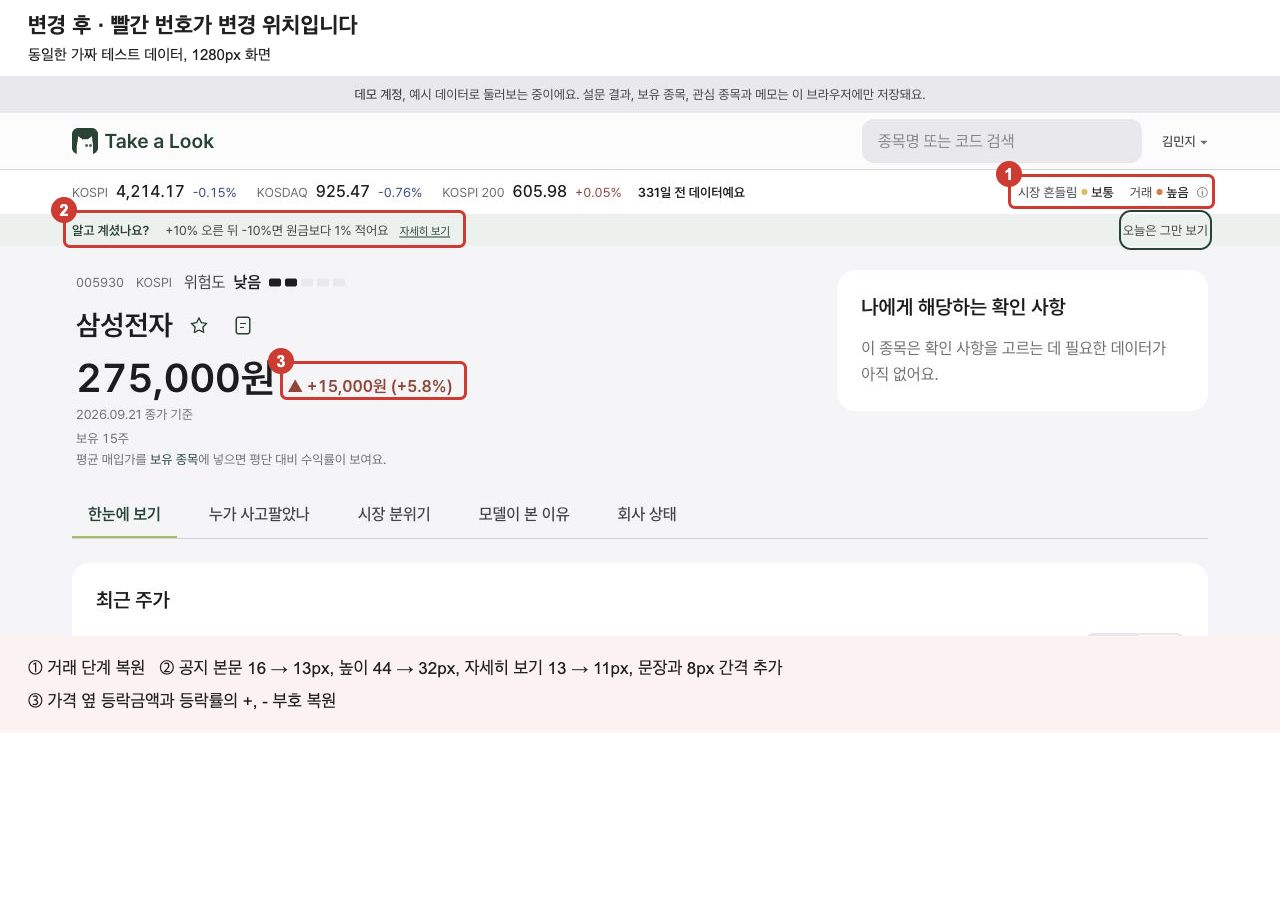 변경 후 · 빨간 번호가 변경 위치입니다
동일한 가짜 테스트 데이터, 1280px 화면
데모 계정, 예시 데이터로 둘러보는 중이에요. 설문 결과, 보유 종목, 관심 종목과 메모는 이 브라우저에만 저장돼요.
Take a Look
종목명 또는 코드 검색
김민지
1
KOSPI 4,214.17 -0.15% KOSDAQ 925.47 -0.76% KOSPI 200 605.98 +0.05% 331일 전 데이터예요
시장 흔들림 보통 거래 높음 ⓘ
2
알고 계셨나요? +10% 오른 뒤 -10%면 원금보다 1% 적어요 자세히 보기
오늘은 그만 보기
005930 KOSPI 위험도 낮음
삼성전자
3
275,000원 ▲ +15,000원 (+5.8%)
2026.09.21 종가 기준
보유 15주
평균 매입가를 보유 종목에 넣으면 평단 대비 수익률이 보여요.
나에게 해당하는 확인 사항
이 종목은 확인 사항을 고르는 데 필요한 데이터가
아직 없어요.
한눈에 보기 누가 사고팔았나 시장 분위기 모델이 본 이유 회사 상태
최근 주가
① 거래 단계 복원 ② 공지 본문 16 → 13px, 높이 44 → 32px, 자세히 보기 13 → 11px, 문장과 8px 간격 추가
③ 가격 옆 등락금액과 등락률의 +, - 부호 복원